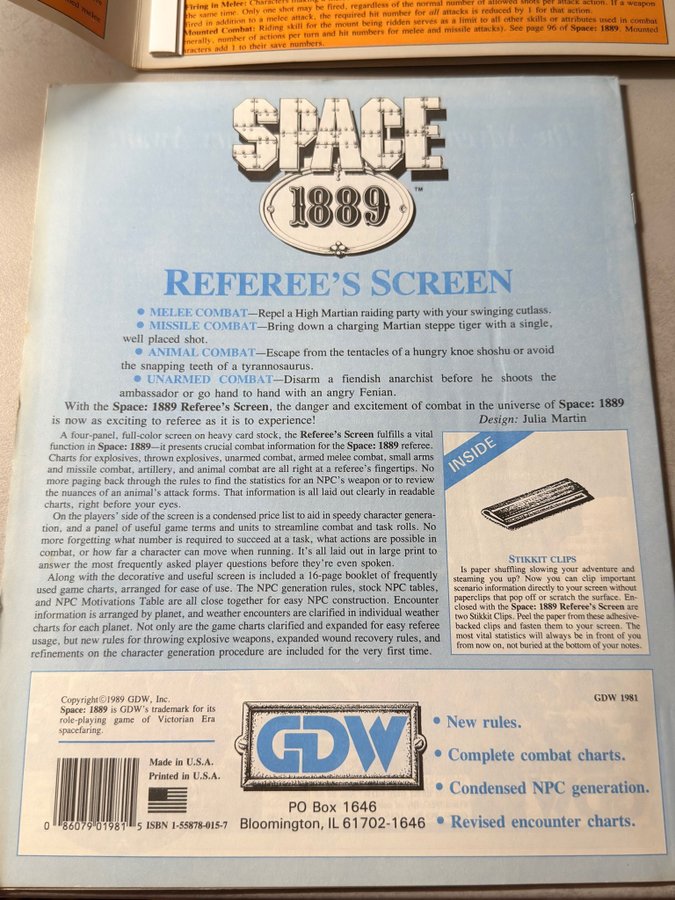 Firing in Melee: Characters making a
, regardless of the normal number of allowed shots per attack action. If a weapon
the same time. Only one shot may be fired
fired in addition to a melee attack, the required hit number for all attacks is reduced by 1 for that action.
Mounted Combat: Riding skill for the mount being ridden serves as a limit to all other skills or attributes used in combat
nerally, number of actions per turn and hit numbers for melee and missile attacks). See page 96 of Space: 1889. Mounted
aracters add 1 to their save numbers.
med melee
SPACE
1889
™
REFEREE'S SCREEN
● MELEE COMBAT—Repel a High Martian raiding party with your swinging cutlass.
● MISSILE COMBAT—Bring down a charging Martian steppe tiger with a single,
well placed shot.
● ANIMAL COMBAT—Escape from the tentacles of a hungry knoe shoshu or avoid
the snapping teeth of a tyrannosaurus.
● UNARMED COMBAT—Disarm a fiendish anarchist before he shoots the
ambassador or go hand to hand with an angry Fenian.
With the Space: 1889 Referee's Screen, the danger and excitement of combat in the universe of Space: 1889
is now as exciting to referee as it is to experience! Design: Julia Martin
A four-panel, full-color screen on heavy card stock, the Referee's Screen fulfills a vital
function in Space: 1889—it presents crucial combat information for the Space: 1889 referee.
Charts for explosives, thrown explosives, unarmed combat, armed melee combat, small arms
and missile combat, artillery, and animal combat are all right at a referee's fingertips. No
more paging back through the rules to find the statistics for an NPC's weapon or to review
the nuances of an animal's attack forms. That information is all laid out clearly in readable
charts, right before your eyes.
On the players' side of the screen is a condensed price list to aid in speedy character genera-
tion, and a panel of useful game terms and units to streamline combat and task rolls. No
more forgetting what number is required to succeed at a task, what actions are possible in
combat, or how far a character can move when running. It's all laid out in large print to
answer the most frequently asked player questions before they're even spoken.
Along with the decorative and useful screen is included a 16-page booklet of frequently
used game charts, arranged for ease of use. The NPC generation rules, stock NPC tables,
and NPC Motivations Table are all close together for easy NPC construction. Encounter
information is arranged by planet, and weather encounters are clarified in individual weather
charts for each planet. Not only are the game charts clarified and expanded for easy referee
usage, but new rules for throwing explosive weapons, expanded wound recovery rules, and
refinements on the character generation procedure are included for the very first time.
INSIDE
STIKKIT CLIPS
Is paper shuffling slowing your adventure and
steaming you up? Now you can clip important
scenario information directly to your screen without
paperclips that pop off or scratch the surface. En-
closed with the Space: 1889 Referee's Screen are
two Stikkit Clips. Peel the paper from these adhesive-
backed clips and fasten them to your screen. The
most vital statistics will always be in front of you
from now on, not buried at the bottom of your notes.
Copyright©1989 GDW, Inc.
Space: 1889 is GDW's trademark for its
role-playing game of Victorian Era
spacefaring.
Made in U.S.A.
Printed in U.S.A.
0 86079 01981 5 ISBN 1-55878-015-7
GDW
PO Box 1646
Bloomington, IL 61702-1646
GDW 1981
● New rules.
● Complete combat charts.
● Condensed NPC generation.
● Revised encounter charts.